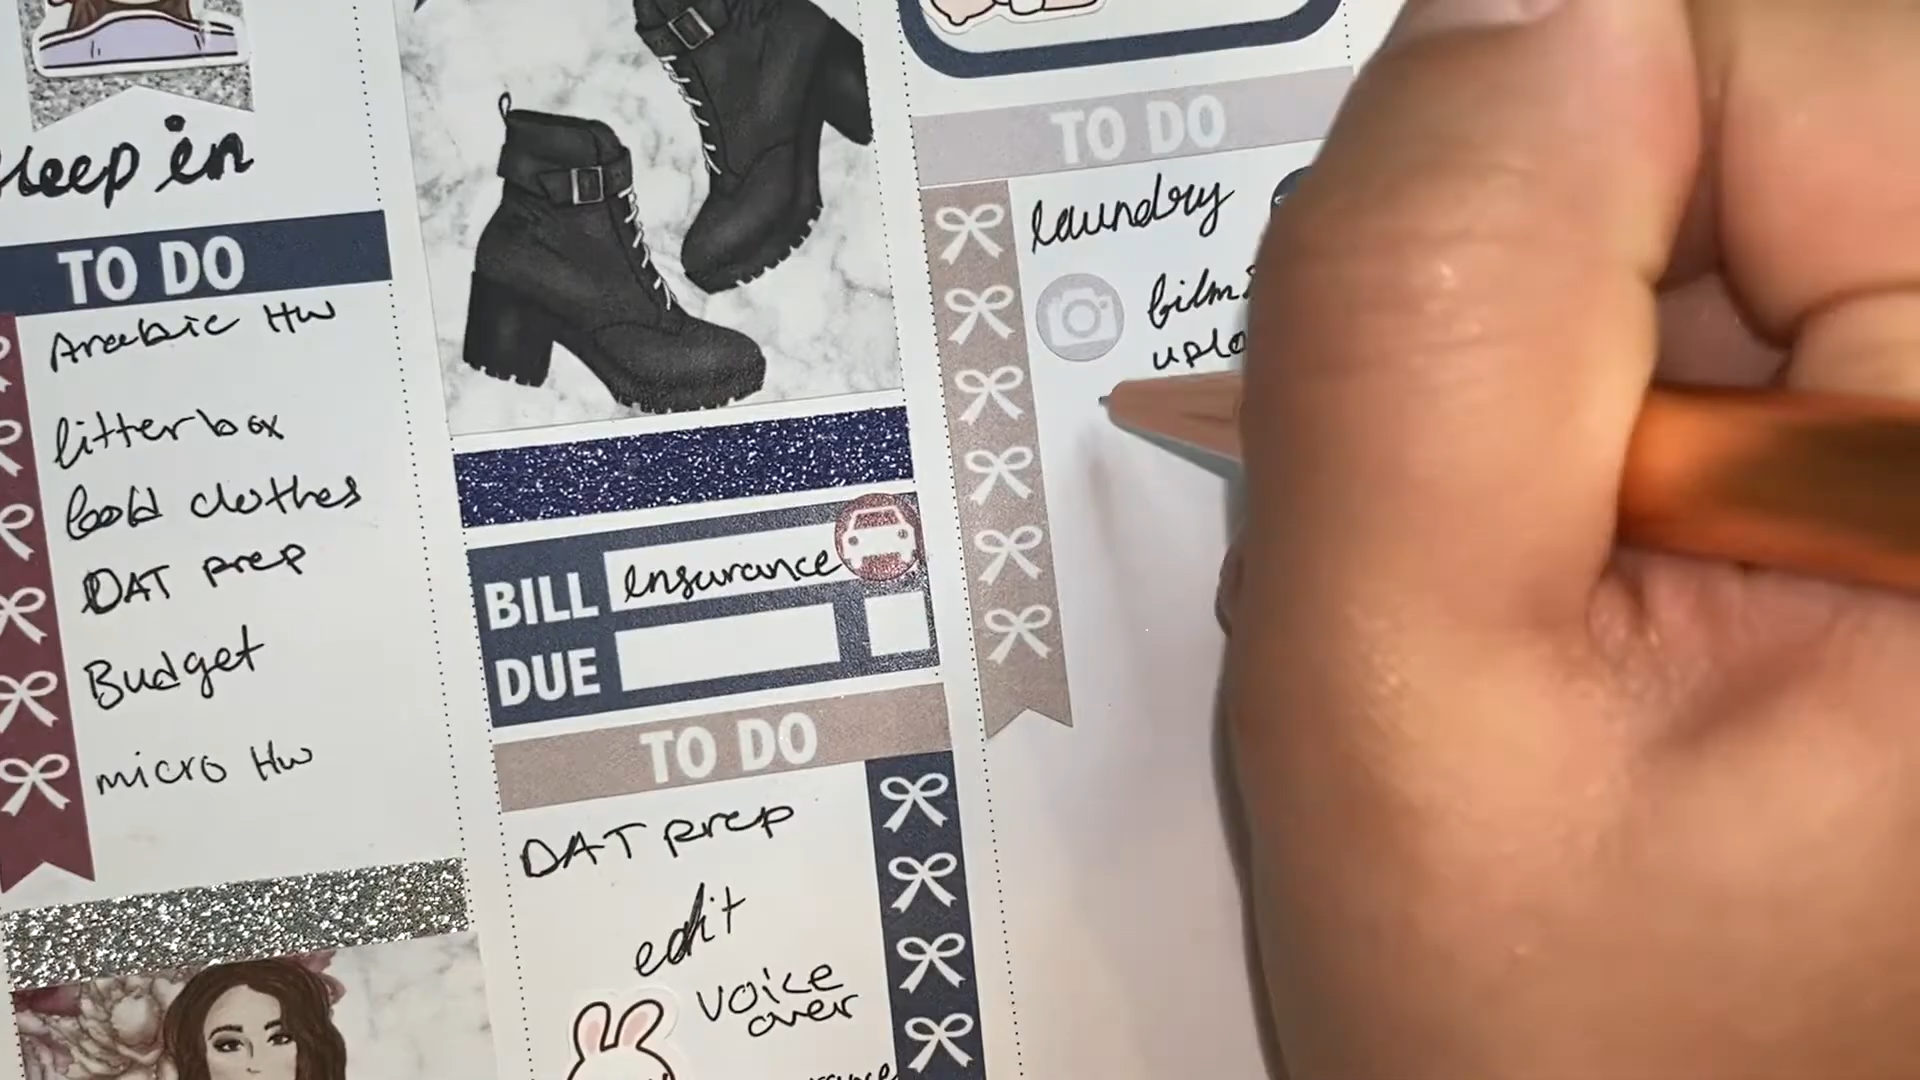 sleep in
TO DO
Arabic Hw
litterbox
fold clothes
DAT prep
Budget
micro Hw
BILL insurance
DUE
TO DO
DAT prep
edit
voice
over
TO DO
laundry